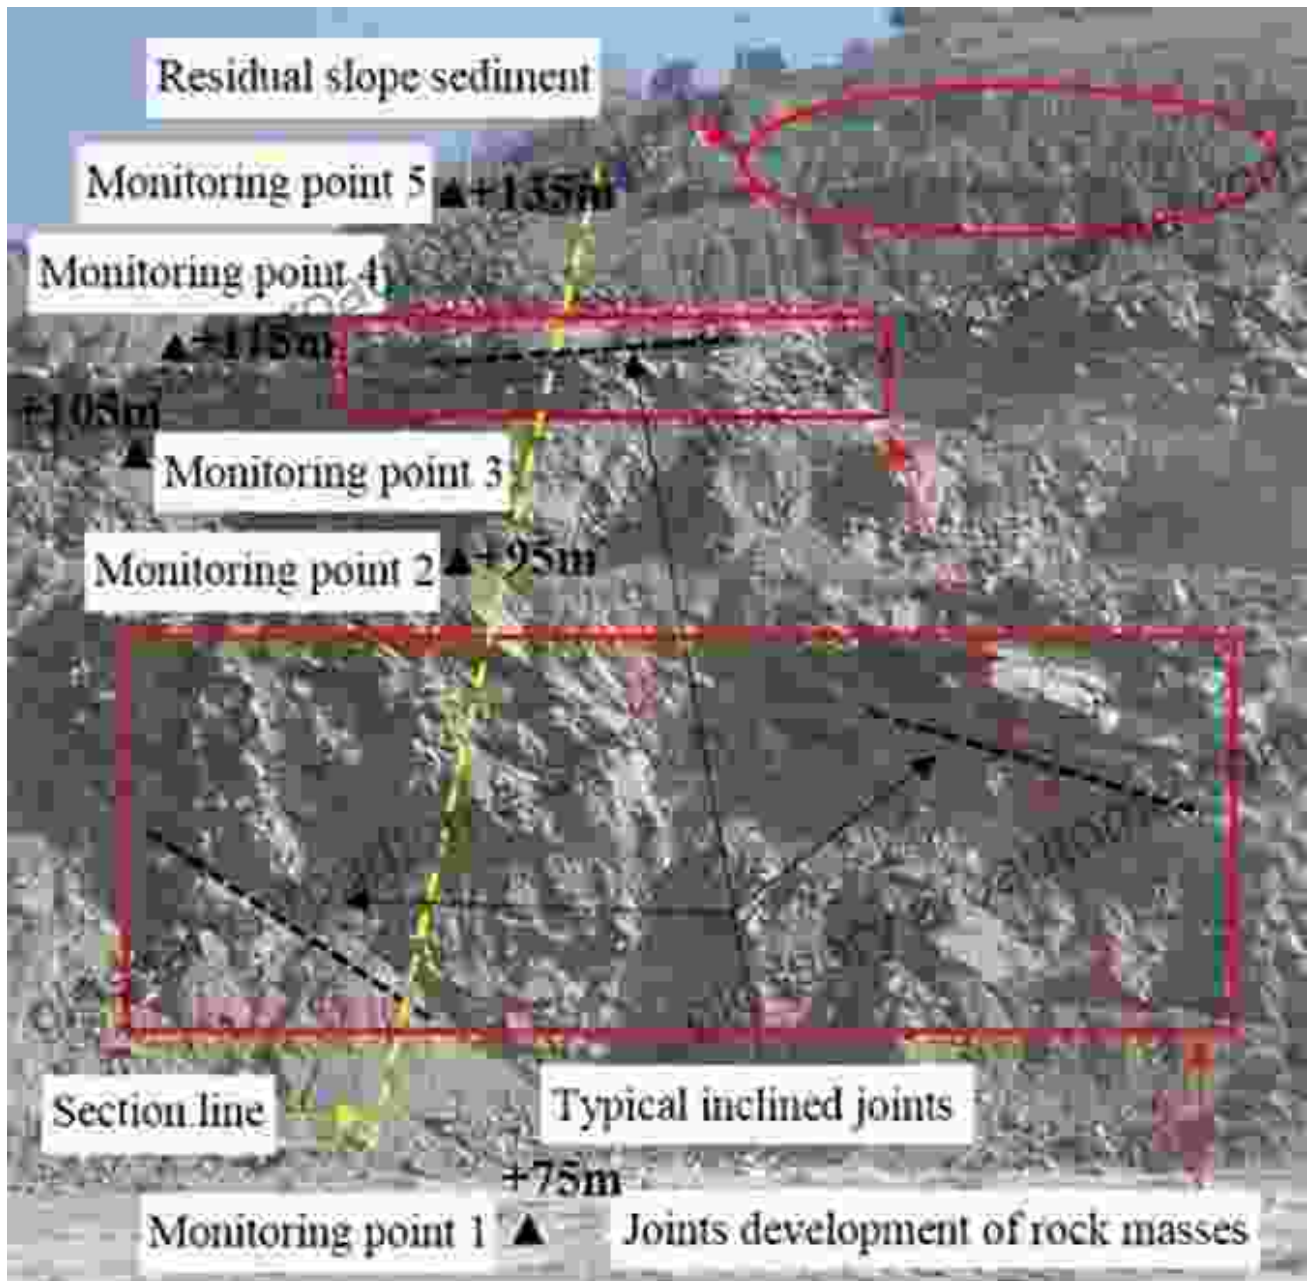 Residual slope sediment
Monitoring point 5 ▲+135m
Monitoring point 4
▲+115m
+105m
▲ Monitoring point 3
Monitoring point 2 ▲+95m
Section line
Typical inclined joints
+75m
Monitoring point 1 ▲
Joints development of rock masses